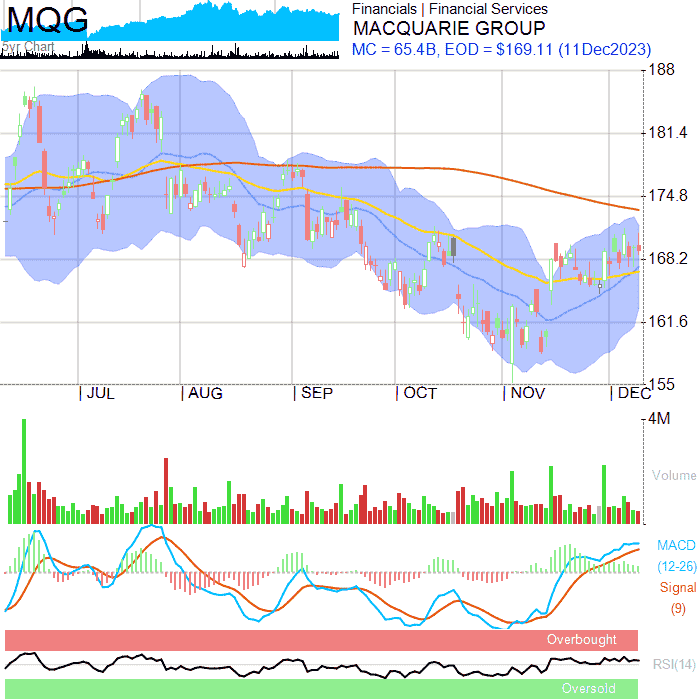 MQG
5yr Chart
Financials | Financial Services
MACQUARIE GROUP
MC = 65.4B, EOD = $169.11 (11Dec2023)
188
181.4
174.8
168.2
161.6
155
JUL AUG SEP OCT NOV DEC
4M
Volume
MACD
(12-26)
Signal
(9)
Overbought
RSI(14)
Oversold